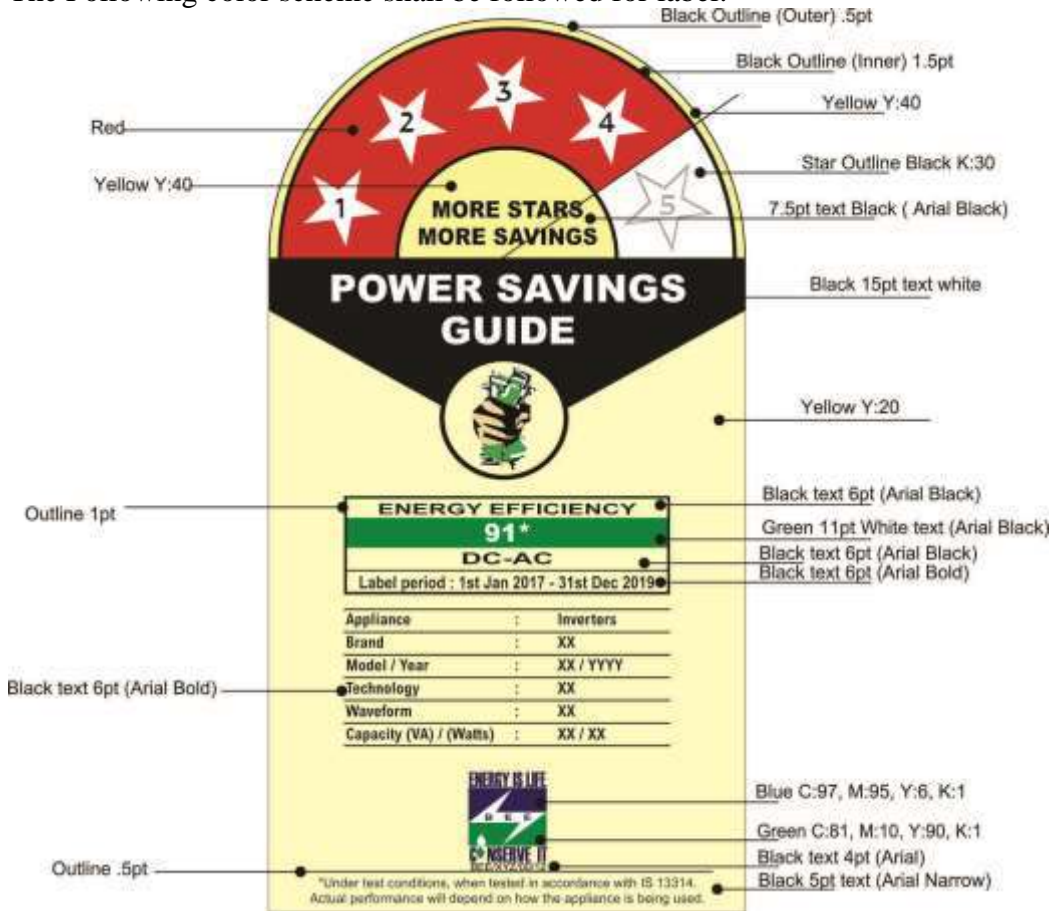 The Following color scheme shall be followed for label.
Black Outline (Outer) .5pt
Black Outline (Inner) 1.5pt
Yellow Y:40
Red
Star Outline Black K:30
Yellow Y:40
7.5pt text Black ( Arial Black)
1
2
3
4
5
MORE STARS
MORE SAVINGS
Black 15pt text white
POWER SAVINGS
GUIDE
Yellow Y:20
Outline 1pt
Black text 6pt (Arial Black)
Green 11pt White text (Arial Black)
Black text 6pt (Arial Black)
Black text 6pt (Arial Bold)
ENERGY EFFICIENCY
91*
DC-AC
Label period : 1st Jan 2017 - 31st Dec 2019
Appliance : Inverters
Brand : XX
Model / Year : XX / YYYY
Technology : XX
Waveform : XX
Capacity (VA) / (Watts) : XX / XX
Black text 6pt (Arial Bold)
ENERGY IS LIFE
BEE
CONSERVE IT
Blue C:97, M:95, Y:6, K:1
Green C:81, M:10, Y:90, K:1
Black text 4pt (Arial)
Black 5pt text (Arial Narrow)
Outline .5pt
*Under test conditions, when tested in accordance with IS 13314.
Actual performance will depend on how the appliance is being used.